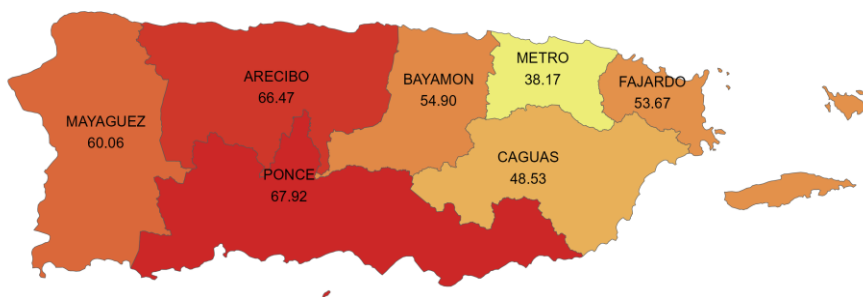 METRO
38.17
ARECIBO
66.47
BAYAMON
54.90
FAJARDO
53.67
MAYAGUEZ
60.06
CAGUAS
48.53
PONCE
67.92